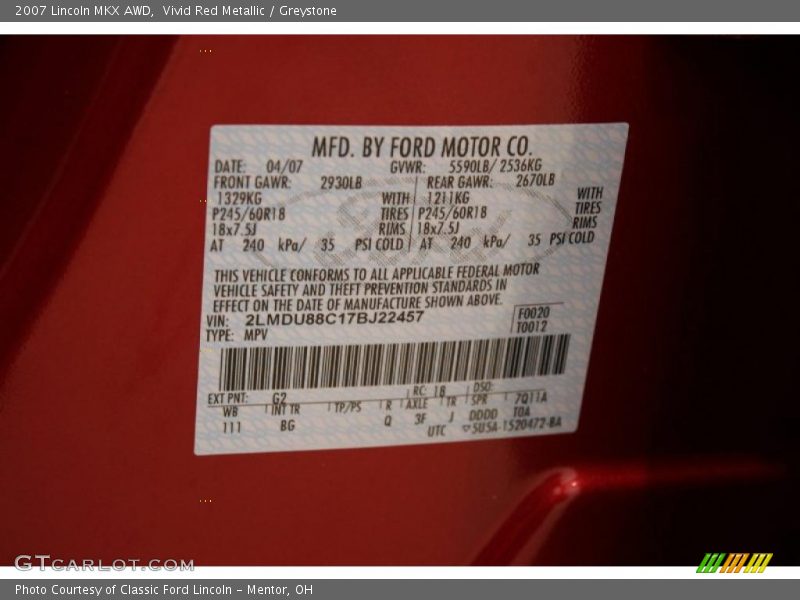 2007 Lincoln MKX AWD,  Vivid Red Metallic / Greystone
MFD. BY FORD MOTOR CO.
DATE: 04/07 GVWR: 5590LB/ 2536KG
FRONT GAWR: 2930LB REAR GAWR: 2670LB
1329KG WITH 1211KG WITH
P245/60R18 TIRES P245/60R18 TIRES
18x7.5J RIMS 18x7.5J RIMS
AT 240 kPa/ 35 PSI COLD AT 240 kPa/ 35 PSI COLD
THIS VEHICLE CONFORMS TO ALL APPLICABLE FEDERAL MOTOR
VEHICLE SAFETY AND THEFT PREVENTION STANDARDS IN
EFFECT ON THE DATE OF MANUFACTURE SHOWN ABOVE.
VIN: 2LMDU88C17BJ22457 F0020
TYPE: MPV T0012
EXT PNT: G2 RC: 18 DSO:
WB INT TR TP/PS R AXLE TR SPR 7Q11A
111 BG Q 3F J DDDD TOA
UTC 5U5A-1520472-BA
GTCARLOT.COM
Photo Courtesy of Classic Ford Lincoln – Mentor, OH